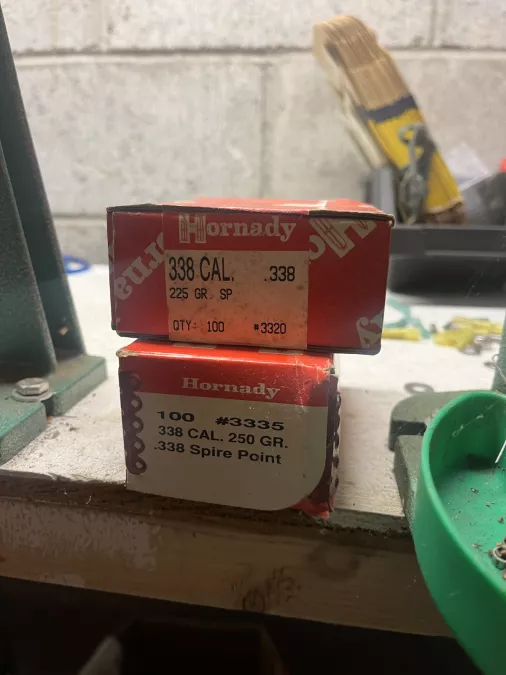 Hornady
338 CAL. .338
225 GR. SP
QTY: 100 #3320
Hornady
100 #3335
338 CAL. 250 GR.
.338 Spire Point